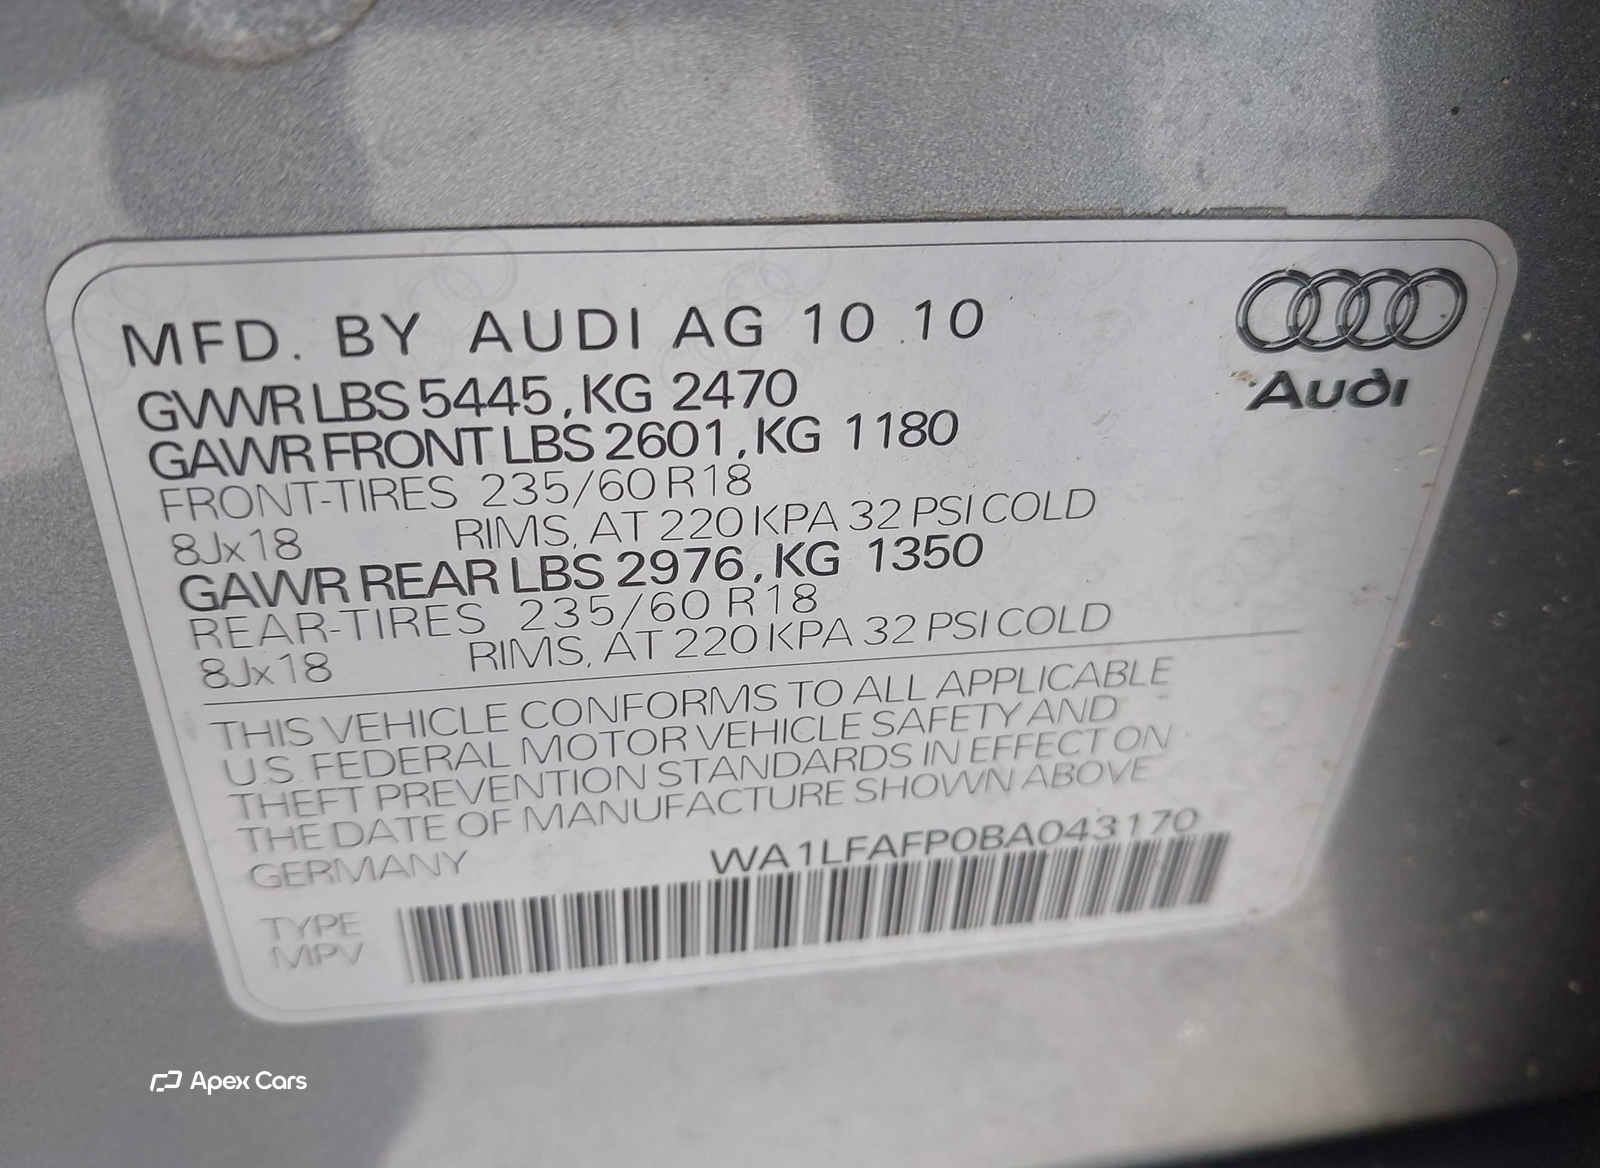 MFD. BY AUDI AG 10.10
Audi
GVWR LBS 5445, KG 2470
GAWR FRONT LBS 2601, KG 1180
FRONT-TIRES 235/60 R18
8Jx18 RIMS, AT 220 KPA 32 PSI COLD
GAWR REAR LBS 2976, KG 1350
REAR-TIRES 235/60 R18
8Jx18 RIMS, AT 220 KPA 32 PSI COLD
THIS VEHICLE CONFORMS TO ALL APPLICABLE
U.S. FEDERAL MOTOR VEHICLE SAFETY AND
THEFT PREVENTION STANDARDS IN EFFECT ON
THE DATE OF MANUFACTURE SHOWN ABOVE
GERMANY WA1LFAFP0BA043170
TYPE
MPV
Apex Cars